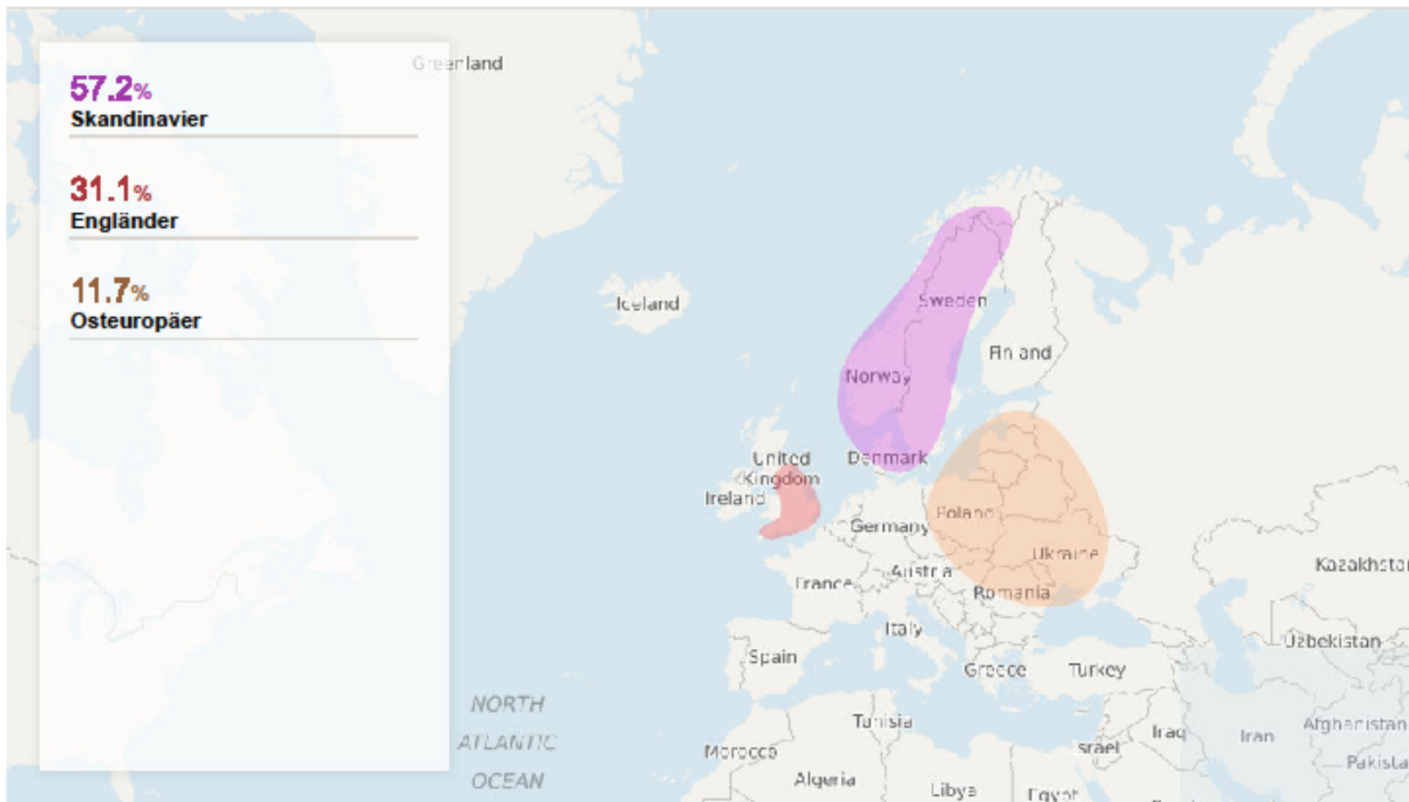 57.2%
Skandinavier
31.1%
Engländer
11.7%
Osteuropäer
Greenland
Iceland
Sweden
Finland
Norway
Denmark
United
Kingdom
Ireland
Poland
Germany
Ukraine
Austria
Kazakhstan
France
Romania
Italy
Uzbekistan
Spain
Greece
Turkey
NORTH
ATLANTIC
OCEAN
Tunisia
Morocco
Israel
Iraq
Iran
Afghanistan
Pakista
Algeria
Libya
Egypt